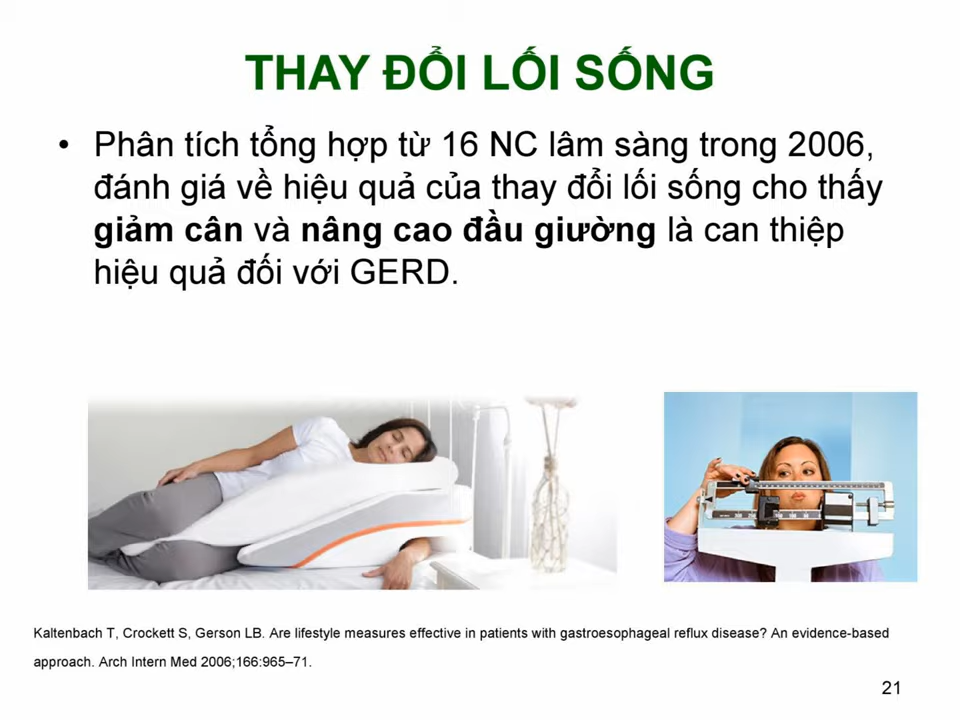 THAY ĐỔI LỐI SỐNG
• Phân tích tổng hợp từ 16 NC lâm sàng trong 2006,
đánh giá về hiệu quả của thay đổi lối sống cho thấy
giảm cân và nâng cao đầu giường là can thiệp
hiệu quả đối với GERD.
Kaltenbach T, Crockett S, Gerson LB. Are lifestyle measures effective in patients with gastroesophageal reflux disease? An evidence-based
approach. Arch Intern Med 2006;166:965–71.
21